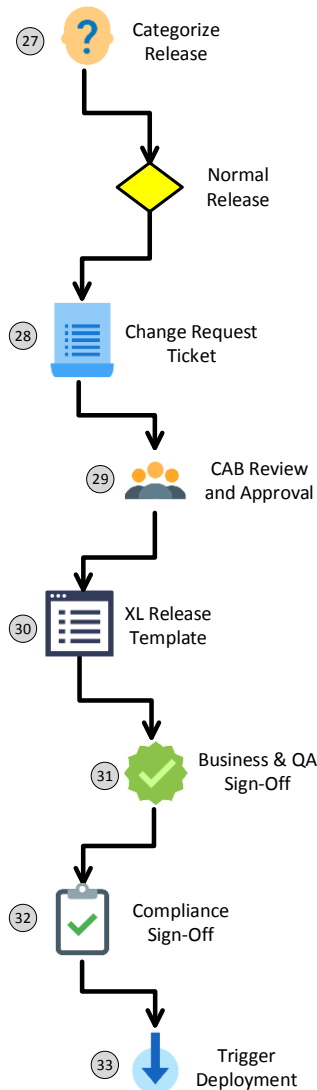 27
Categorize
Release
?
Normal
Release
28
Change Request
Ticket
29
CAB Review
and Approval
30
XL Release
Template
31
Business & QA
Sign-Off
32
Compliance
Sign-Off
33
Trigger
Deployment